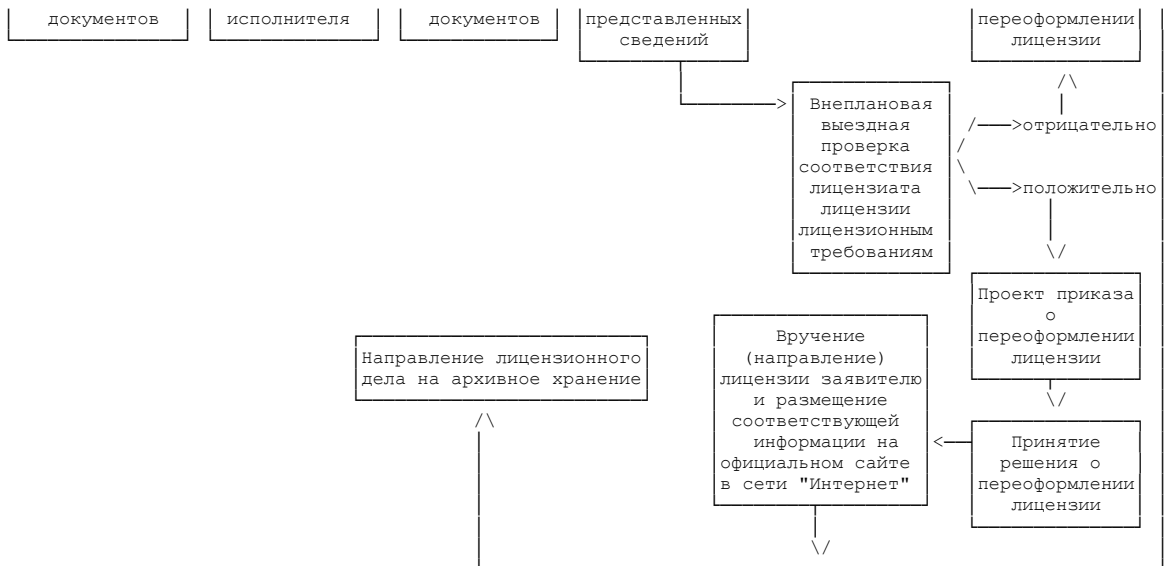 документов
исполнителя
документов
представленных
сведений
переоформлении
лицензии
Внеплановая
выездная
проверка
соответствия
лицензиата
лицензии
лицензионным
требованиям
отрицательно
положительно
Проект приказа
о
переоформлении
лицензии
Направление лицензионного
дела на архивное хранение
Вручение
(направление)
лицензии заявителю
и размещение
соответствующей
информации на
официальном сайте
в сети "Интернет"
Принятие
решения о
переоформлении
лицензии